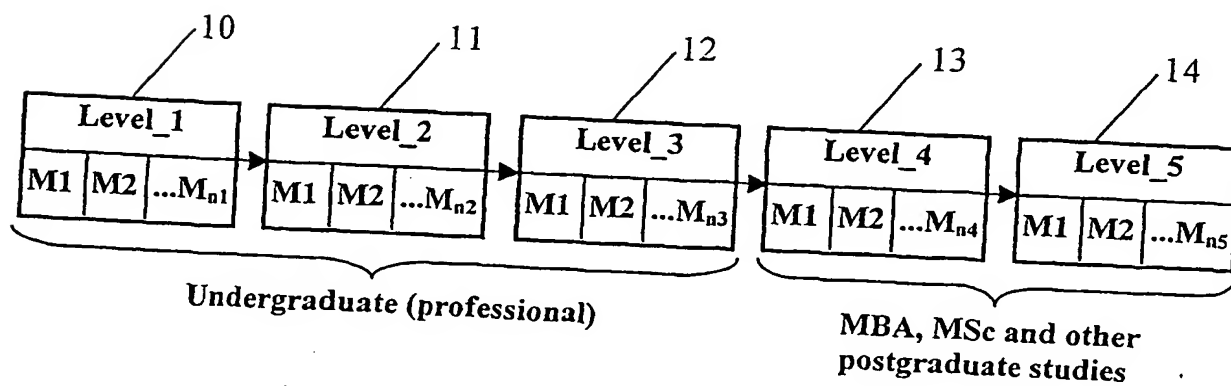 10 11 12 13 14
Level_1 Level_2 Level_3 Level_4 Level_5
M1 M2 ...Mn1 M1 M2 ...Mn2 M1 M2 ...Mn3 M1 M2 ...Mn4 M1 M2 ...Mn5
Undergraduate (professional)
MBA, MSc and other
postgraduate studies